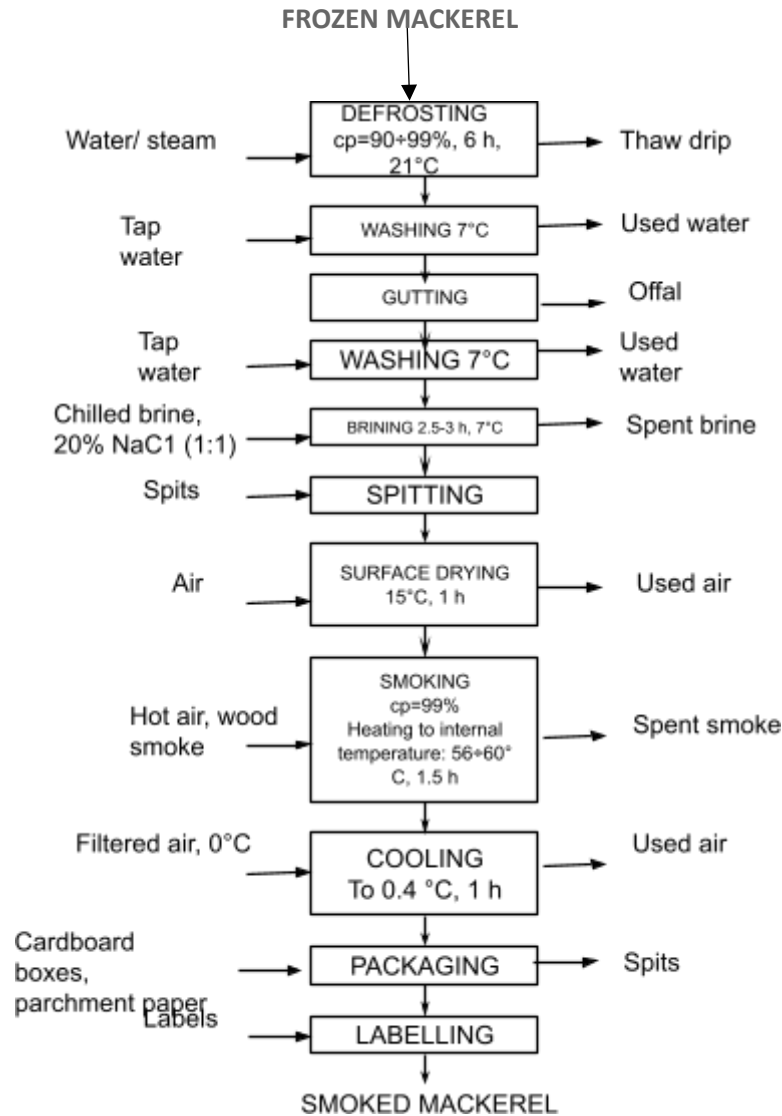 FROZEN MACKEREL
DEFROSTING
cp=90÷99%, 6 h,
21°C
Water/ steam
Thaw drip
WASHING 7°C
Tap
water
Used water
GUTTING
Offal
WASHING 7°C
Tap
water
Used
water
BRINING 2.5-3 h, 7°C
Chilled brine,
20% NaC1 (1:1)
Spent brine
SPITTING
Spits
SURFACE DRYING
15°C, 1 h
Air
Used air
SMOKING
cp=99%
Heating to internal
temperature: 56÷60°
C, 1.5 h
Hot air, wood
smoke
Spent smoke
COOLING
To 0.4 °C, 1 h
Filtered air, 0°C
Used air
PACKAGING
Cardboard
boxes,
parchment paper
Spits
LABELLING
Labels
SMOKED MACKEREL